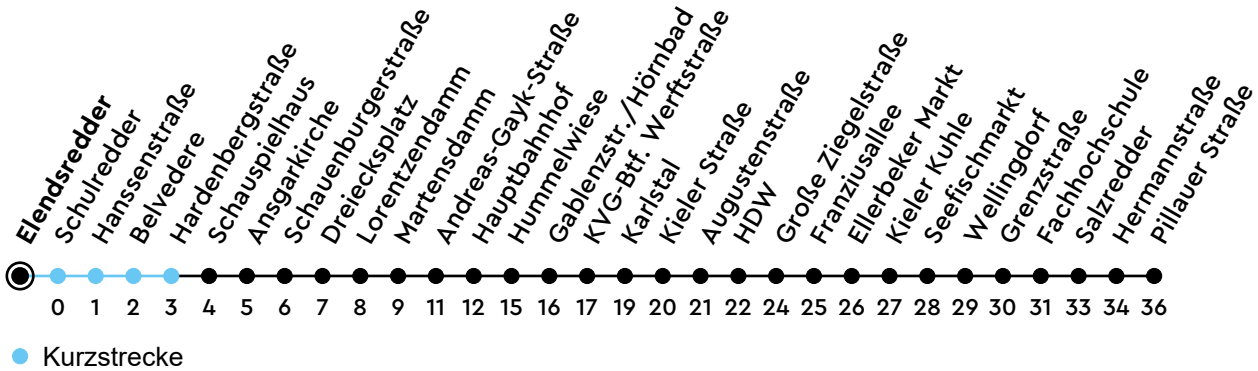 Elendsredder
Schulredder
Hanssenstraße
Belvedere
Hardenbergstraße
Schauspielhaus
Ansgarkirche
Schauenburgerstraße
Dreiecksplatz
Lorentzendamm
Martensdamm
Andreas-Gayk-Straße
Hauptbahnhof
Hummelwiese
Gablenzstr./Hörnbad
KVG-Btf. Werftstraße
Karlstal
Kieler Straße
Augustenstraße
HDW
Große Ziegelstraße
Franziusallee
Ellerbeker Markt
Kieler Kuhle
Seefischmarkt
Wellingdorf
Grenzstraße
Fachhochschule
Salzredder
Hermannstraße
Pillauer Straße
0 1 2 3 4 5 6 7 8 9 11 12 15 16 17 19 20 21 22 24 25 26 27 28 29 30 31 33 34 36
Kurzstrecke